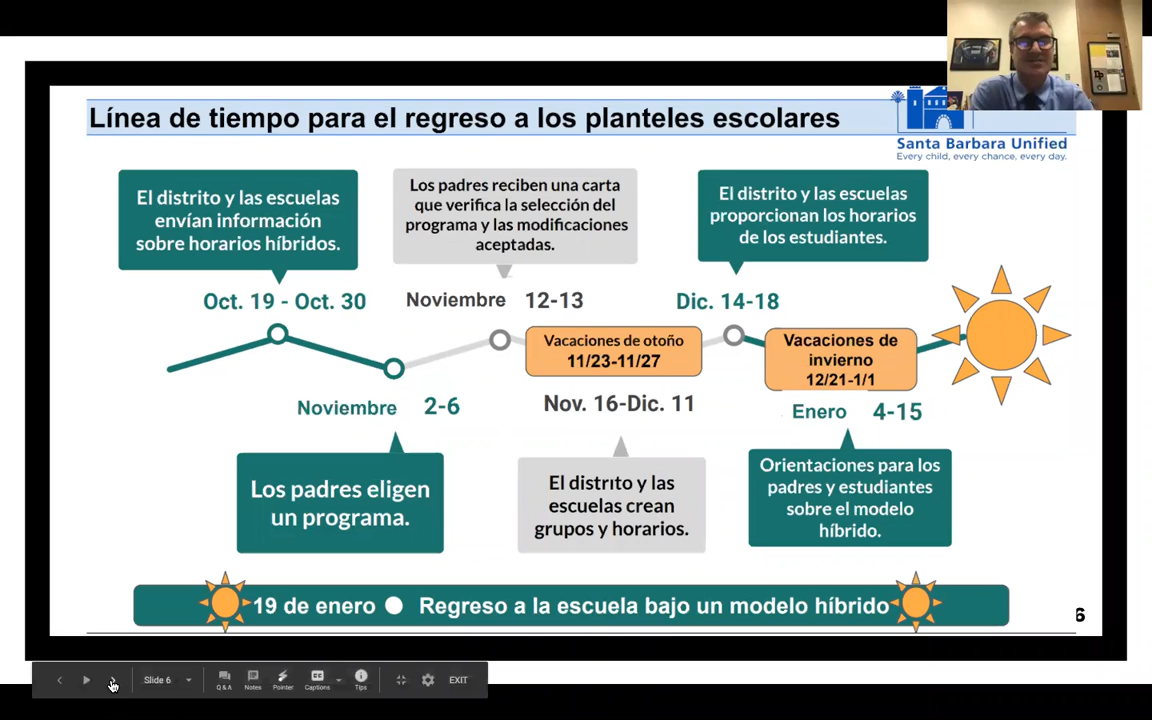 Línea de tiempo para el regreso a los planteles escolares
Santa Barbara Unified
Every child, every chance, every day.
El distrito y las escuelas
envían información
sobre horarios híbridos.
Los padres reciben una carta
que verifica la selección del
programa y las modificaciones
aceptadas.
El distrito y las escuelas
proporcionan los horarios
de los estudiantes.
Oct. 19 - Oct. 30
Noviembre 12-13
Dic. 14-18
Vacaciones de otoño
11/23-11/27
Vacaciones de
invierno
12/21-1/1
Noviembre 2-6
Nov. 16-Dic. 11
Enero 4-15
Los padres eligen
un programa.
El distrito y las
escuelas crean
grupos y horarios.
Orientaciones para los
padres y estudiantes
sobre el modelo
híbrido.
19 de enero Regreso a la escuela bajo un modelo híbrido
6
Slide 6
Q & A
Notes
Pointer
Captions
Tips
EXIT